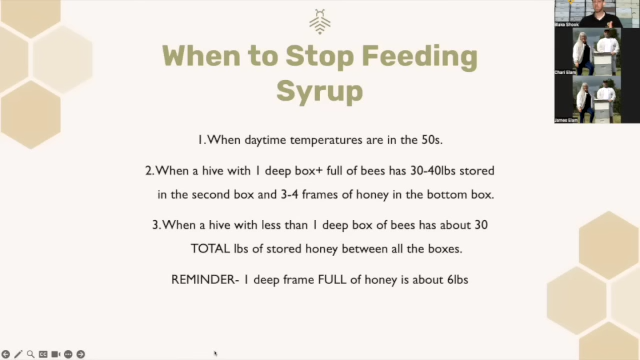 When to Stop Feeding
Syrup
1.When daytime temperatures are in the 50s.
2.When a hive with 1 deep box+ full of bees has 30-40lbs stored
in the second box and 3-4 frames of honey in the bottom box.
3.When a hive with less than 1 deep box of bees has about 30
TOTAL lbs of stored honey between all the boxes.
REMINDER- 1 deep frame FULL of honey is about 6lbs
Chari Elam
James Elam